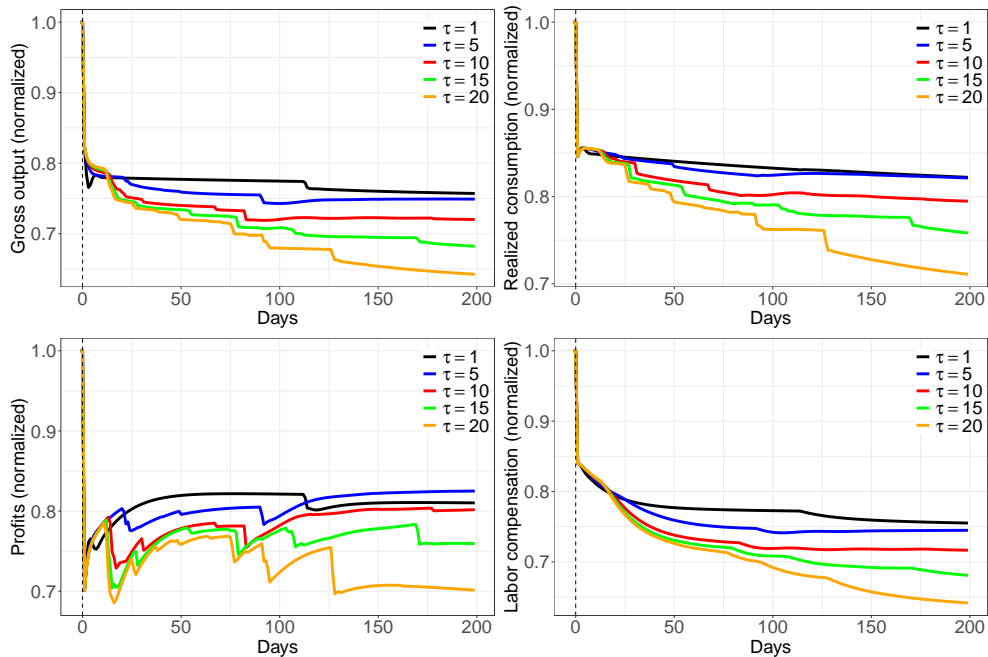 Gross output (normalized)
1.0
0.9
0.8
0.7
0
50
100
150
200
Days
τ = 1
τ = 5
τ = 10
τ = 15
τ = 20
Realized consumption (normalized)
1.0
0.9
0.8
0.7
0
50
100
150
200
Days
τ = 1
τ = 5
τ = 10
τ = 15
τ = 20
Profits (normalized)
1.0
0.9
0.8
0.7
0
50
100
150
200
Days
τ = 1
τ = 5
τ = 10
τ = 15
τ = 20
Labor compensation (normalized)
1.0
0.9
0.8
0.7
0
50
100
150
200
Days
τ = 1
τ = 5
τ = 10
τ = 15
τ = 20